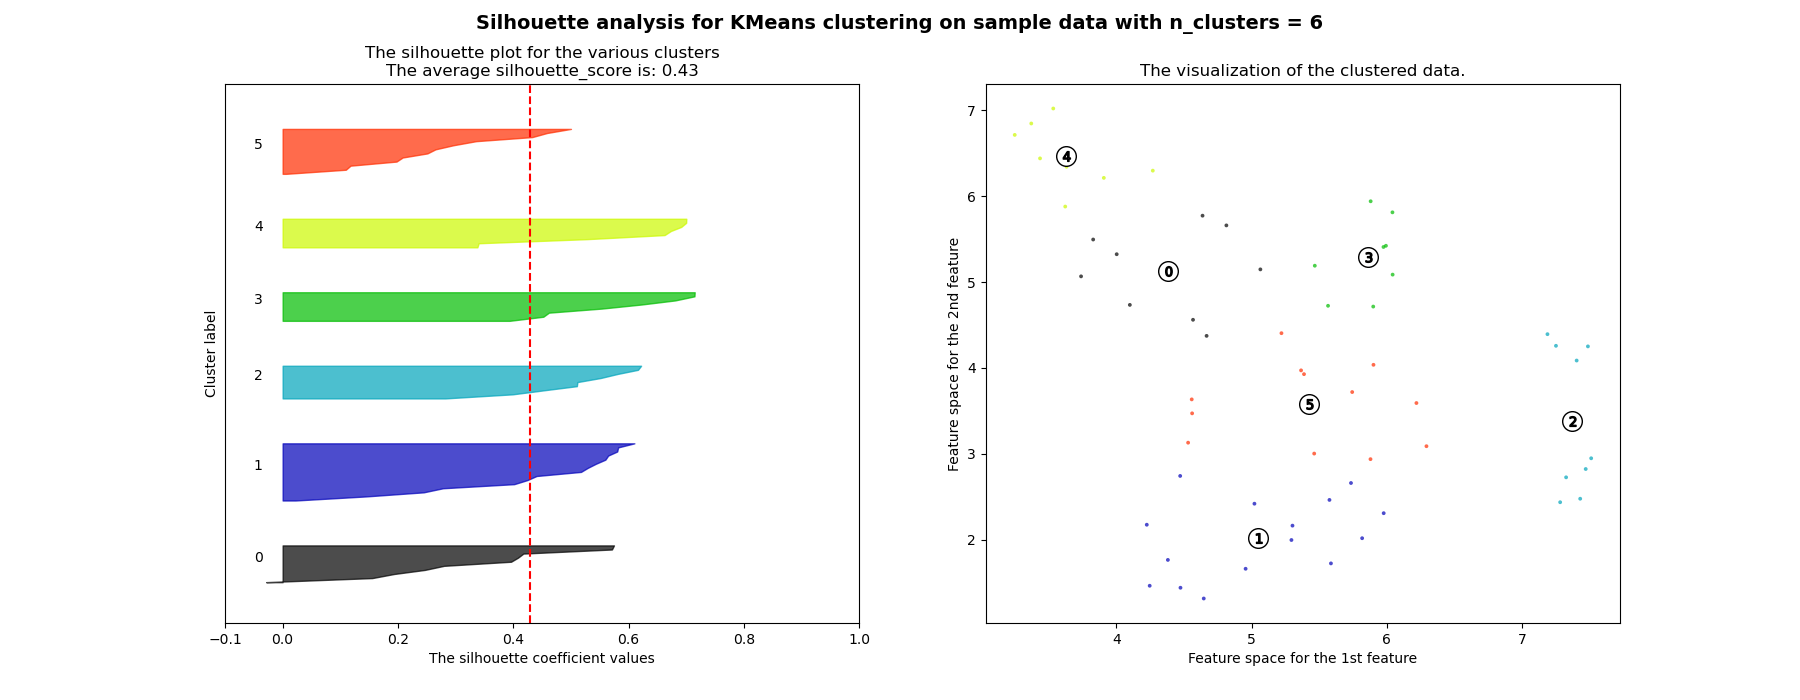 Silhouette analysis for KMeans clustering on sample data with n_clusters = 6
The silhouette plot for the various clusters
The average silhouette_score is: 0.43
5
4
3
2
1
0
Cluster label
−0.1 0.0 0.2 0.4 0.6 0.8 1.0
The silhouette coefficient values
The visualization of the clustered data.
7
6
5
4
3
2
Feature space for the 2nd feature
4
0
3
5
2
1
4 5 6 7
Feature space for the 1st feature